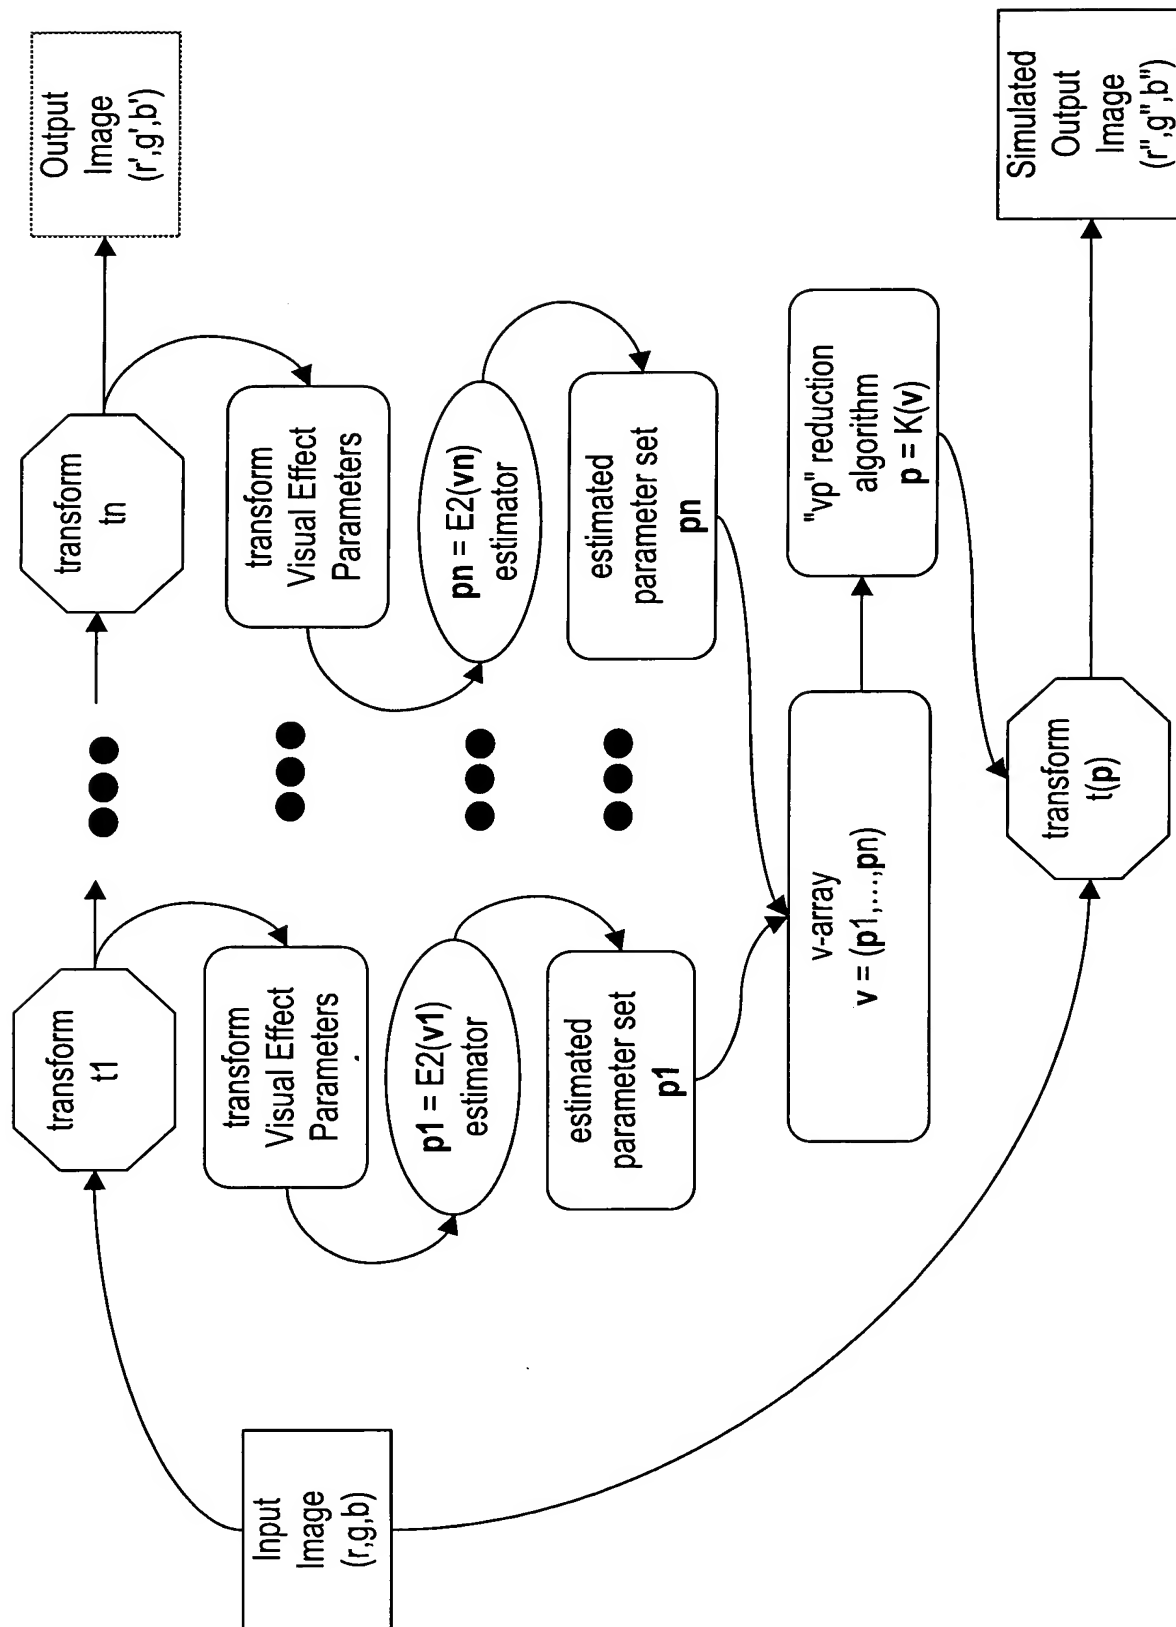 Input
Image
(r,g,b)
transform
t1
transform
Visual Effect
Parameters
p1 = E2(v1)
estimator
estimated
parameter set
p1
transform
tn
transform
Visual Effect
Parameters
pn = E2(vn)
estimator
estimated
parameter set
pn
Output
Image
(r',g',b')
v-array
v = (p1,...,pn)
"vp" reduction
algorithm
p = K(v)
transform
t(p)
Simulated
Output
Image
(r",g",b")